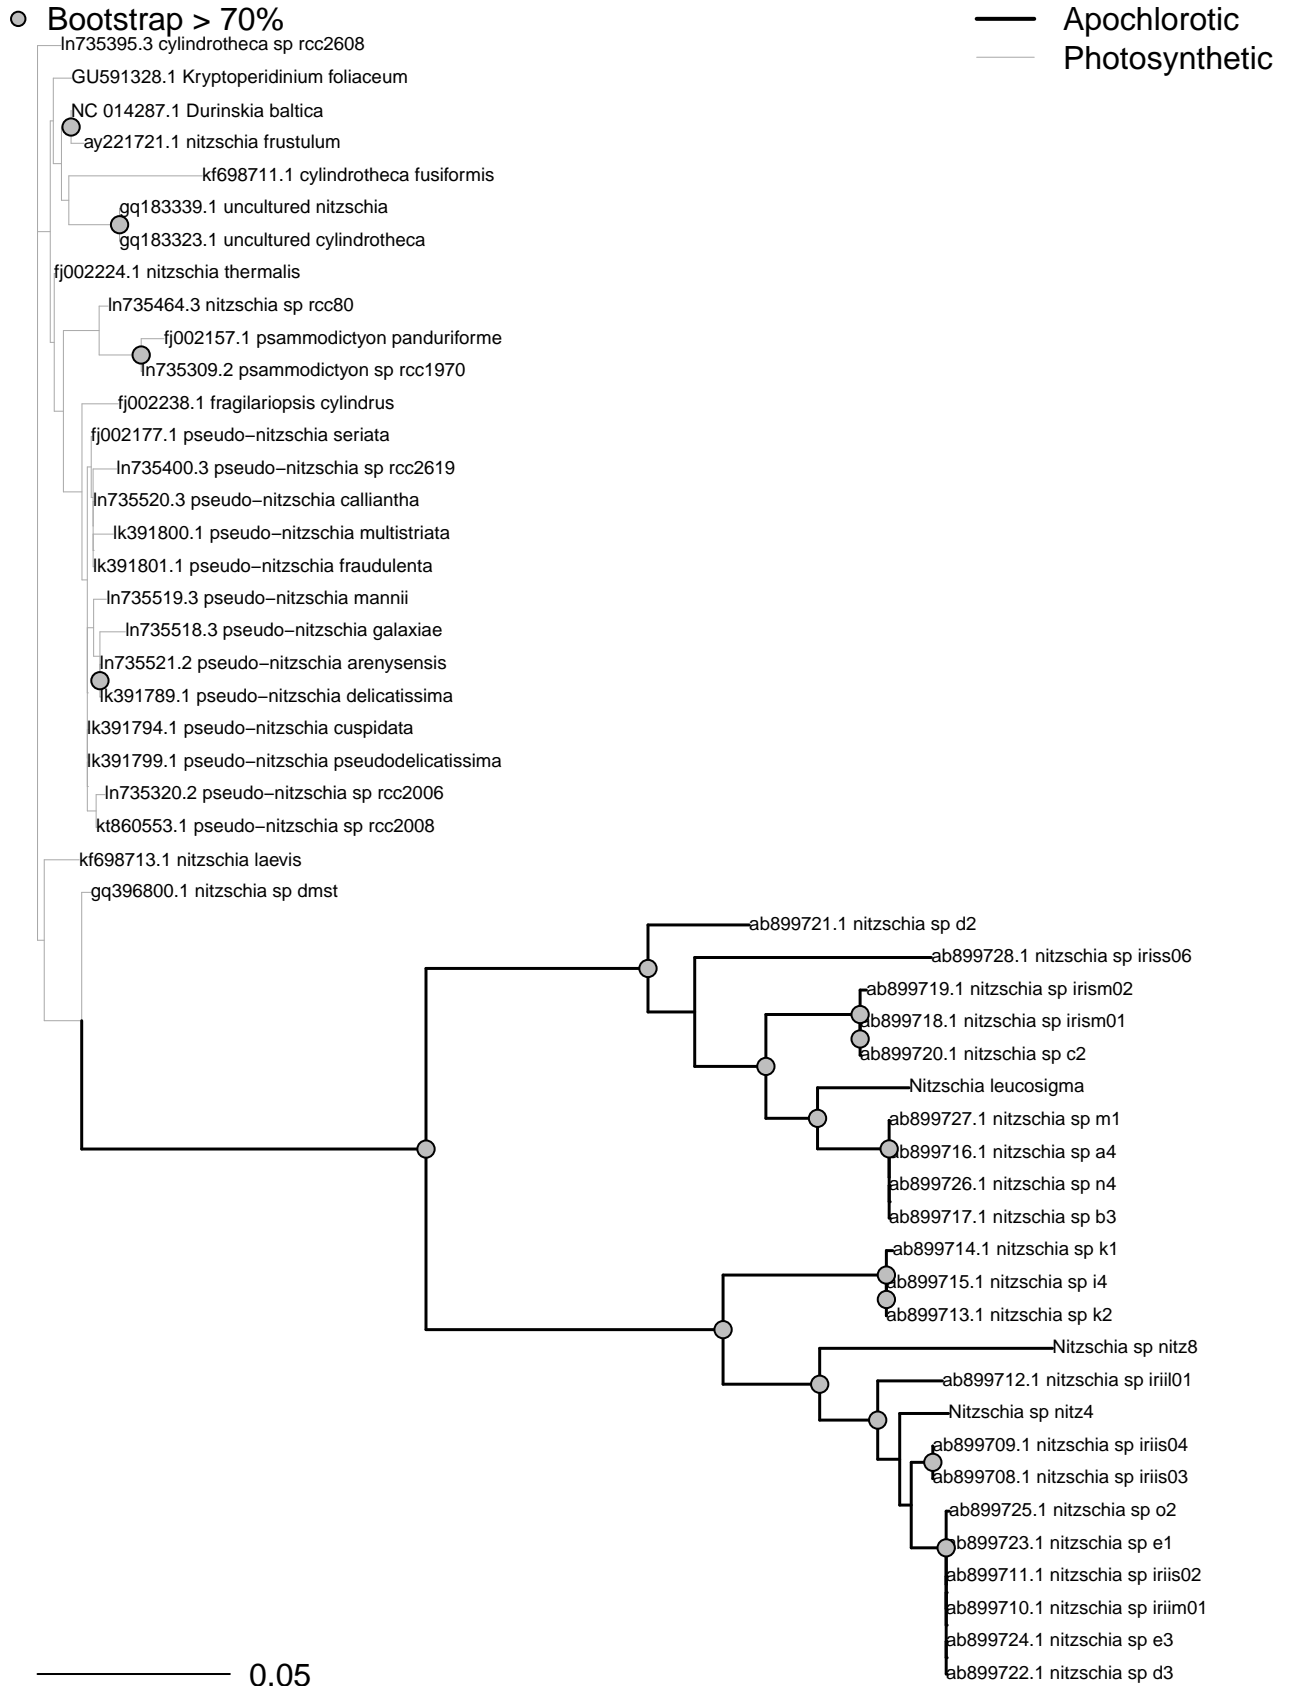 Bootstrap > 70%
Apochlorotic
Photosynthetic
ln735395.3 cylindrotheca sp rcc2608
GU591328.1 Kryptoperidinium foliaceum
NC 014287.1 Durinskia baltica
ay221721.1 nitzschia frustulum
kf698711.1 cylindrotheca fusiformis
gq183339.1 uncultured nitzschia
gq183323.1 uncultured cylindrotheca
fj002224.1 nitzschia thermalis
ln735464.3 nitzschia sp rcc80
fj002157.1 psammodictyon panduriforme
ln735309.2 psammodictyon sp rcc1970
fj002238.1 fragilariopsis cylindrus
fj002177.1 pseudo−nitzschia seriata
ln735400.3 pseudo−nitzschia sp rcc2619
ln735520.3 pseudo−nitzschia calliantha
lk391800.1 pseudo−nitzschia multistriata
lk391801.1 pseudo−nitzschia fraudulenta
ln735519.3 pseudo−nitzschia mannii
ln735518.3 pseudo−nitzschia galaxiae
ln735521.2 pseudo−nitzschia arenysensis
lk391789.1 pseudo−nitzschia delicatissima
lk391794.1 pseudo−nitzschia cuspidata
lk391799.1 pseudo−nitzschia pseudodelicatissima
ln735320.2 pseudo−nitzschia sp rcc2006
kt860553.1 pseudo−nitzschia sp rcc2008
kf698713.1 nitzschia laevis
gq396800.1 nitzschia sp dmst
ab899721.1 nitzschia sp d2
ab899728.1 nitzschia sp iriss06
ab899719.1 nitzschia sp irism02
ab899718.1 nitzschia sp irism01
ab899720.1 nitzschia sp c2
Nitzschia leucosigma
ab899727.1 nitzschia sp m1
ab899716.1 nitzschia sp a4
ab899726.1 nitzschia sp n4
ab899717.1 nitzschia sp b3
ab899714.1 nitzschia sp k1
ab899715.1 nitzschia sp i4
ab899713.1 nitzschia sp k2
Nitzschia sp nitz8
ab899712.1 nitzschia sp iriil01
Nitzschia sp nitz4
ab899709.1 nitzschia sp iriis04
ab899708.1 nitzschia sp iriis03
ab899725.1 nitzschia sp o2
ab899723.1 nitzschia sp e1
ab899711.1 nitzschia sp iriis02
ab899710.1 nitzschia sp iriim01
ab899724.1 nitzschia sp e3
ab899722.1 nitzschia sp d3
0.05